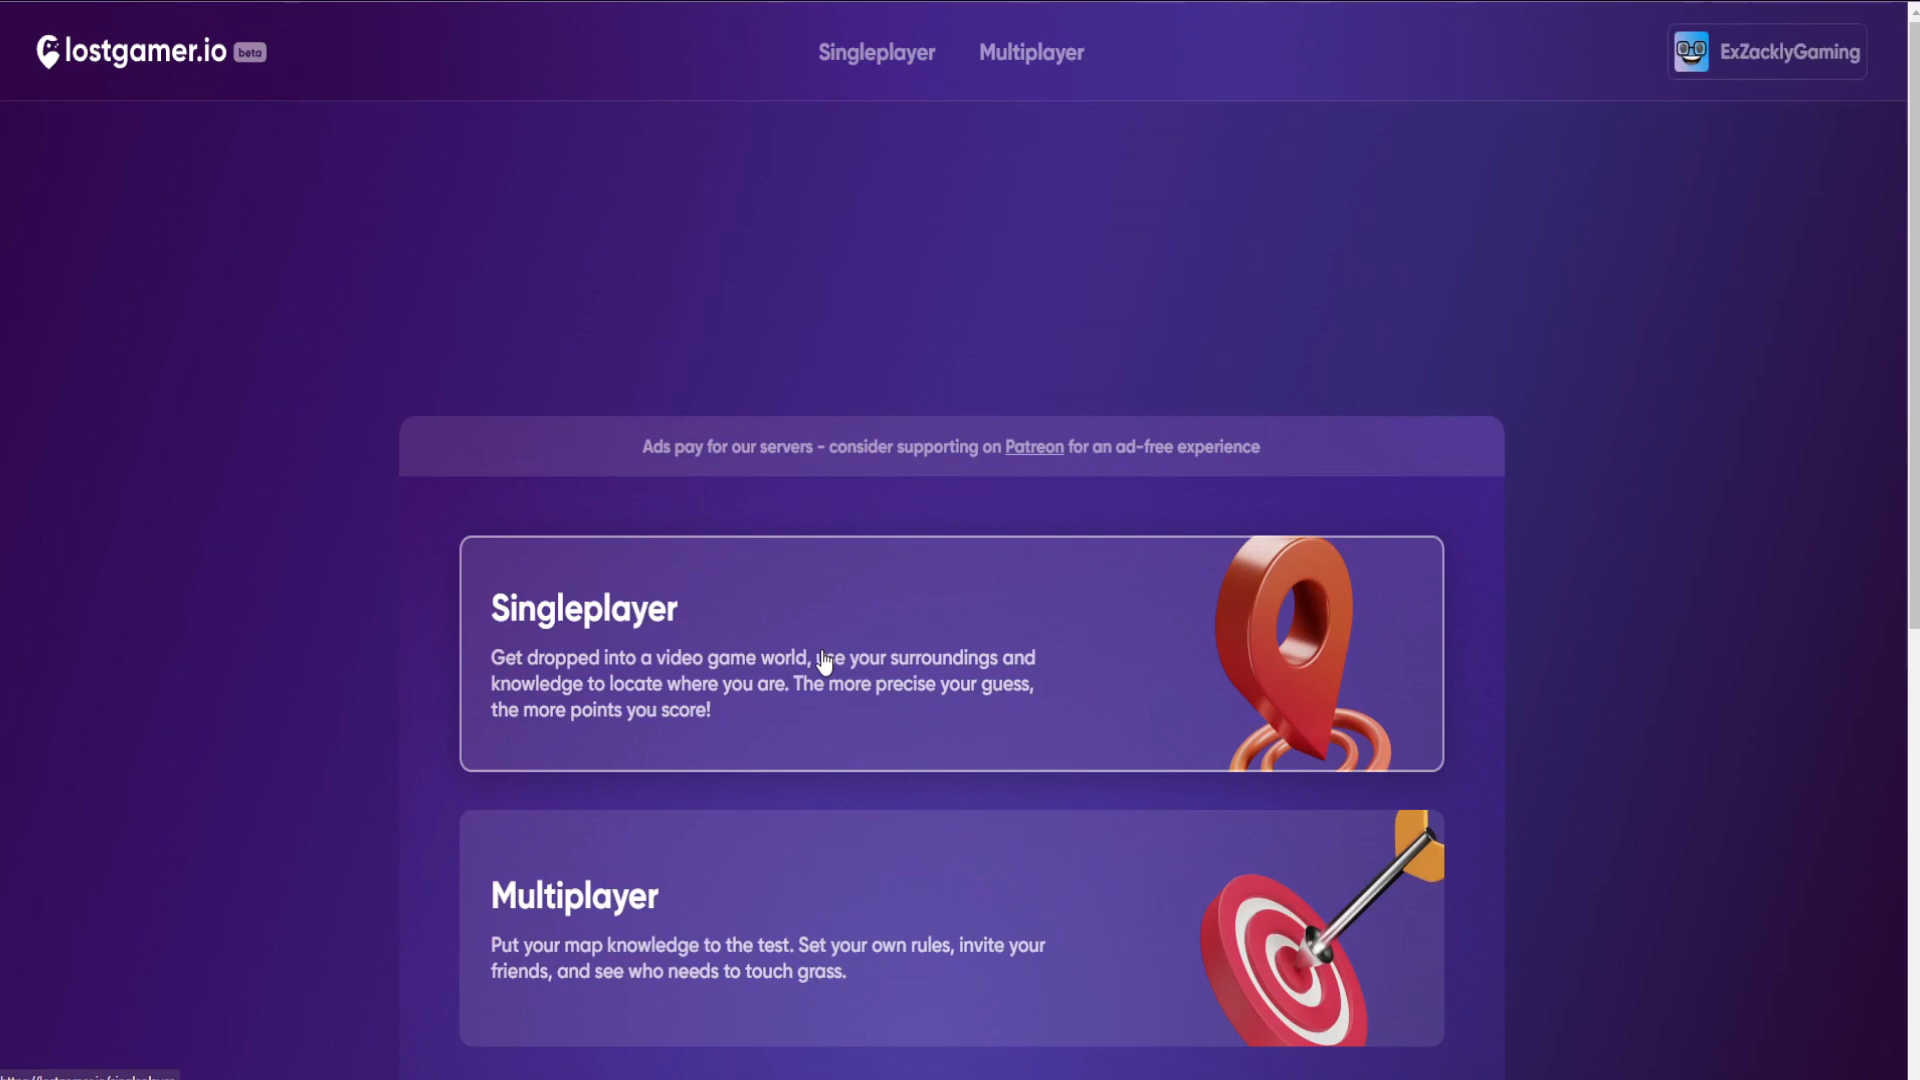 lostgamer.io beta
Singleplayer Multiplayer
ExZacklyGaming
Ads pay for our servers - consider supporting on Patreon for an ad-free experience
Singleplayer
Get dropped into a video game world, your surroundings and
knowledge to locate where you are. The more precise your guess,
the more points you score!
Multiplayer
Put your map knowledge to the test. Set your own rules, invite your
friends, and see who needs to touch grass.